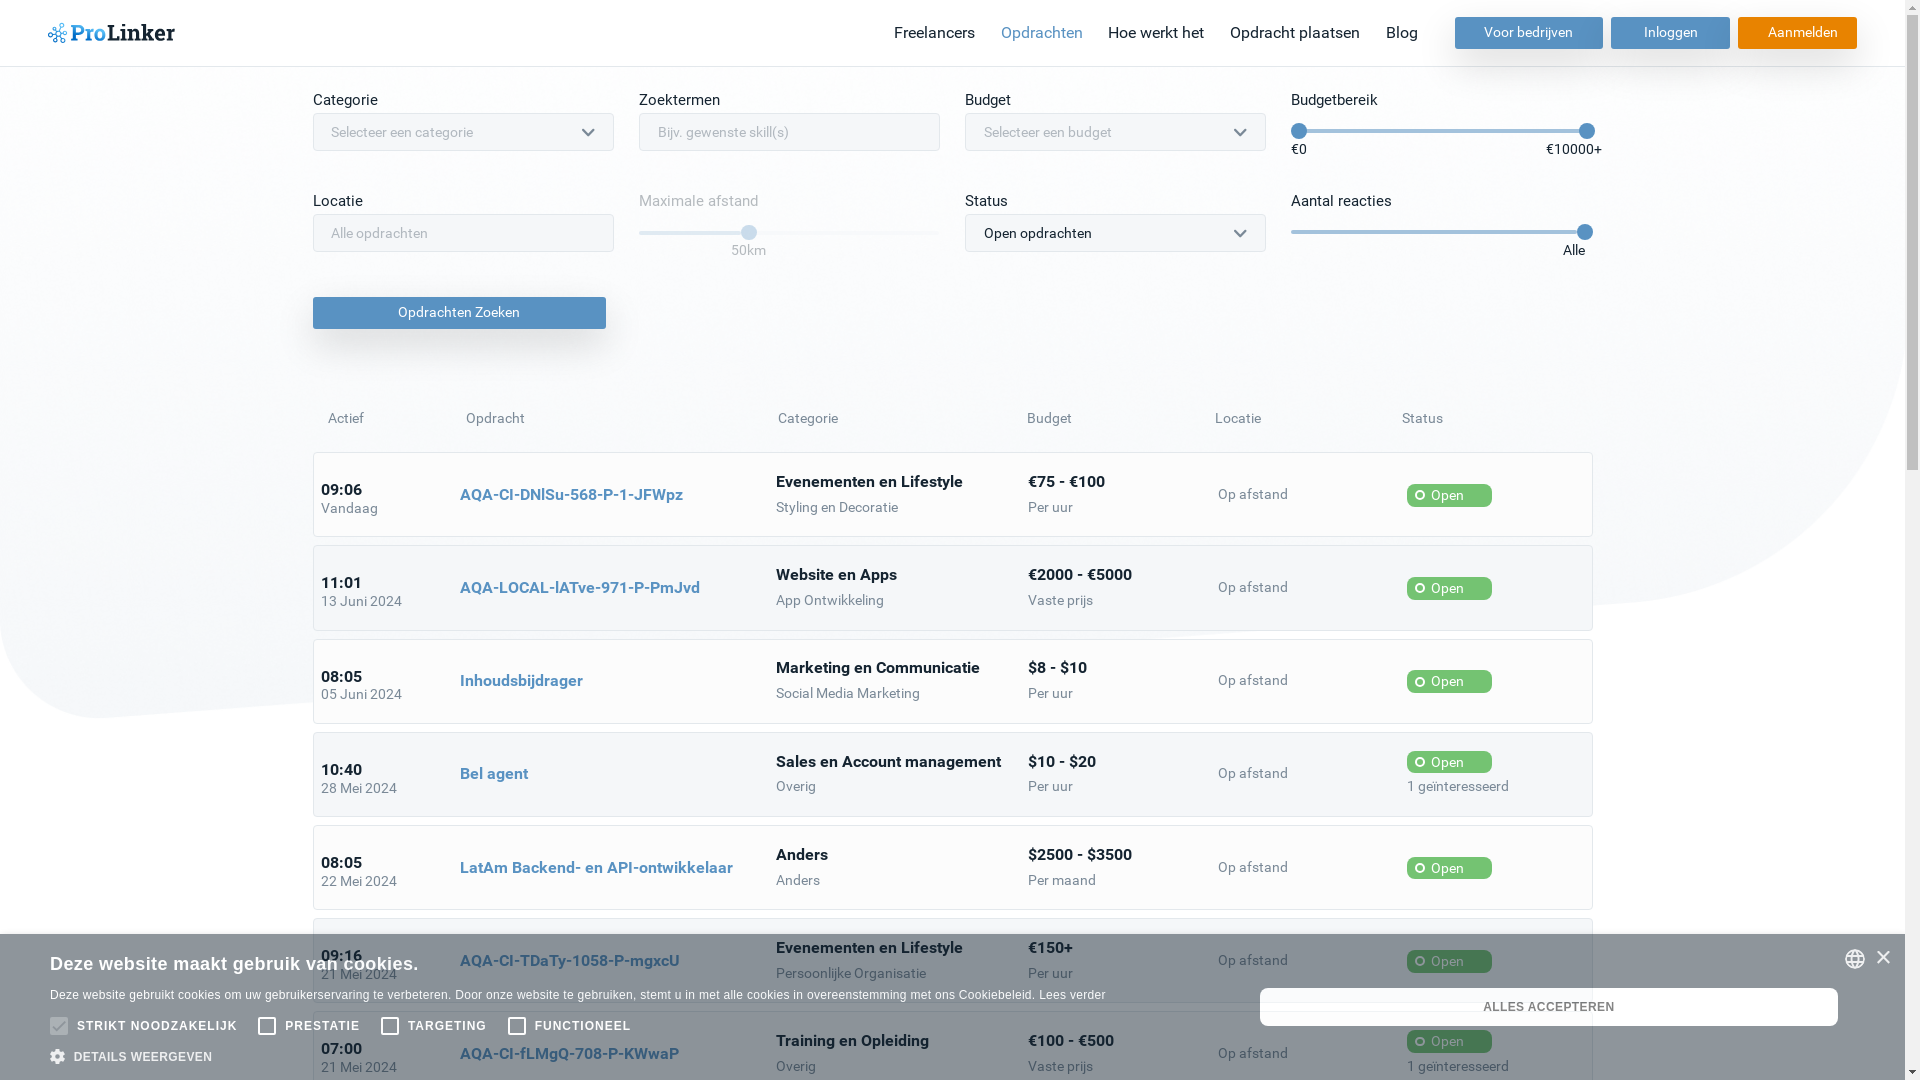 ProLinker
Freelancers Opdrachten Hoe werkt het Opdracht plaatsen Blog Voor bedrijven Inloggen Aanmelden
Categorie Zoektermen Budget Budgetbereik
Selecteer een categorie Bijv. gewenste skill(s) Selecteer een budget
€0 €10000+
Locatie Maximale afstand Status Aantal reacties
Alle opdrachten 50km Open opdrachten Alle
Opdrachten Zoeken
Actief Opdracht Categorie Budget Locatie Status
09:06 AQA-CI-DNlSu-568-P-1-JFWpz Evenementen en Lifestyle €75 - €100 Op afstand Open
Vandaag Styling en Decoratie Per uur
11:01 AQA-LOCAL-lATve-971-P-PmJvd Website en Apps €2000 - €5000 Op afstand Open
13 Juni 2024 App Ontwikkeling Vaste prijs
08:05 Inhoudsbijdrager Marketing en Communicatie $8 - $10 Op afstand Open
05 Juni 2024 Social Media Marketing Per uur
10:40 Bel agent Sales en Account management $10 - $20 Op afstand Open
28 Mei 2024 Overig Per uur 1 geïnteresseerd
08:05 LatAm Backend- en API-ontwikkelaar Anders $2500 - $3500 Op afstand Open
22 Mei 2024 Anders Per maand
09:16 AQA-CI-TDaTy-1058-P-mgxcU Evenementen en Lifestyle €150+ Op afstand Open
21 Mei 2024 Persoonlijke Organisatie Per uur
07:00 AQA-CI-fLMgQ-708-P-KWwaP Training en Opleiding €100 - €500 Op afstand Open
21 Mei 2024 Overig Vaste prijs 1 geïnteresseerd
Deze website maakt gebruik van cookies.
Deze website gebruikt cookies om uw gebruikerservaring te verbeteren. Door onze website te gebruiken, stemt u in met alle cookies in overeenstemming met ons Cookiebeleid. Lees verder
STRIKT NOODZAKELIJK PRESTATIE TARGETING FUNCTIONEEL
DETAILS WEERGEVEN
ALLES ACCEPTEREN
×